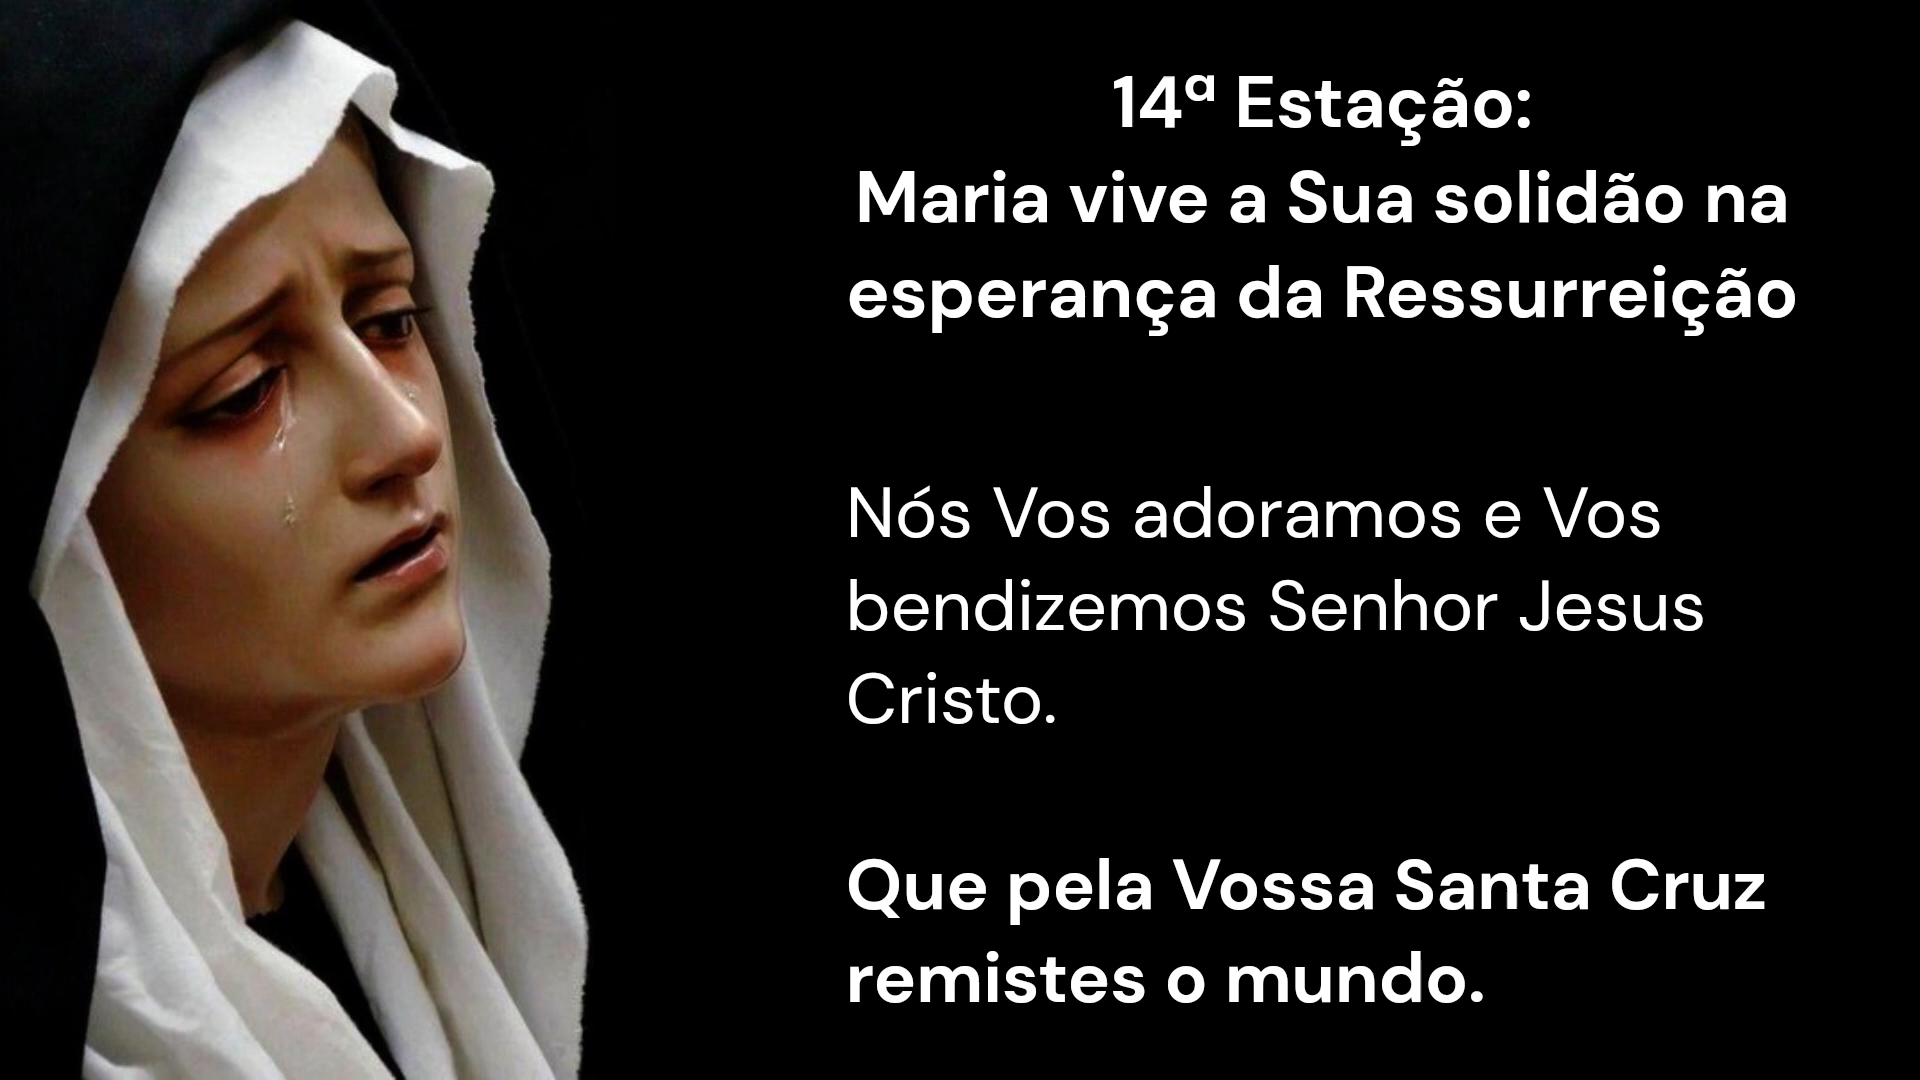 14ª Estação:
Maria vive a Sua solidão na
esperança da Ressurreição
Nós Vos adoramos e Vos
bendizemos Senhor Jesus
Cristo.
Que pela Vossa Santa Cruz
remistes o mundo.